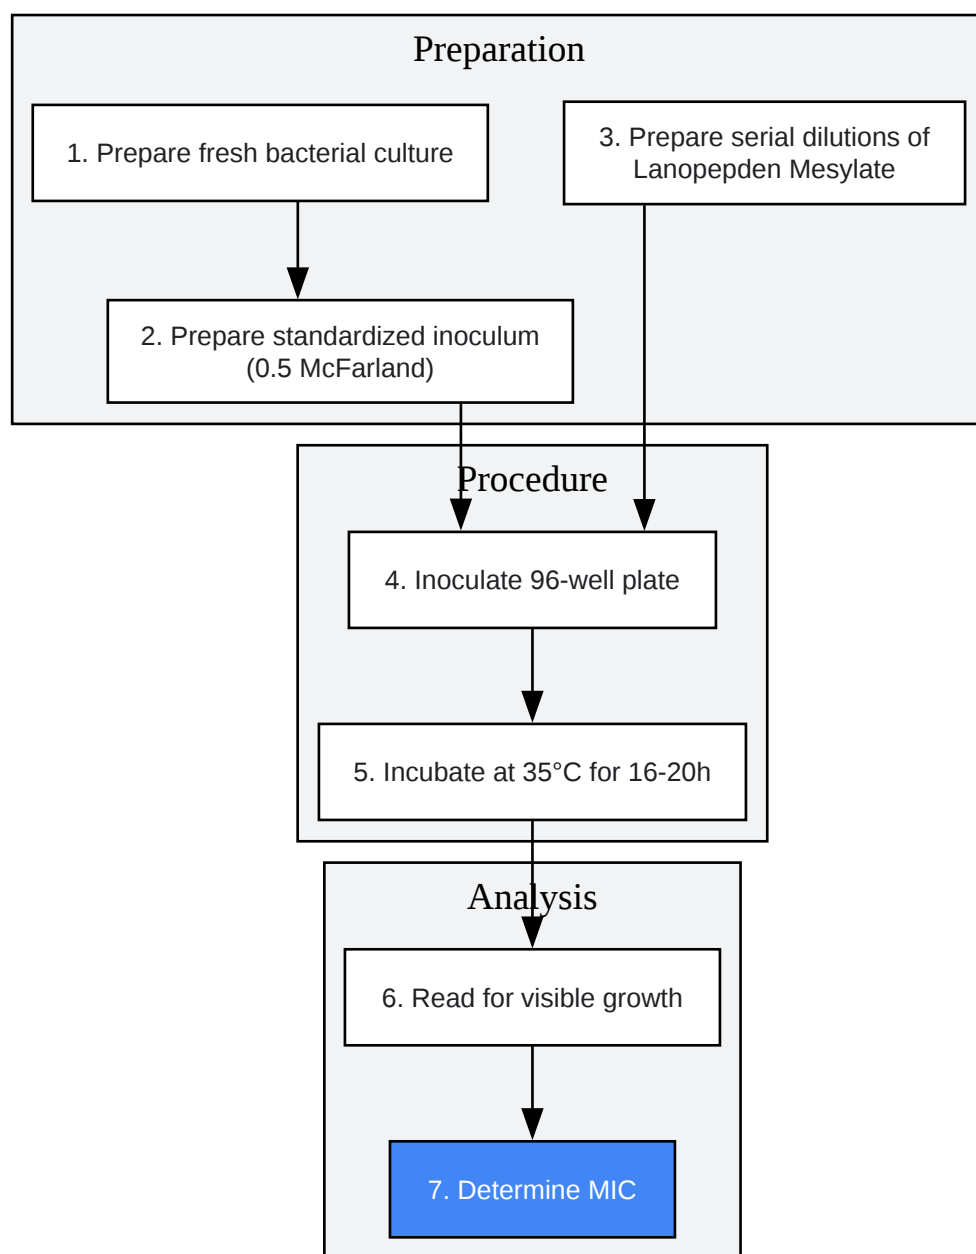 Preparation
1. Prepare fresh bacterial culture
3. Prepare serial dilutions of
Lanopepden Mesylate
2. Prepare standardized inoculum
(0.5 McFarland)
Procedure
4. Inoculate 96-well plate
5. Incubate at 35°C for 16-20h
Analysis
6. Read for visible growth
7. Determine MIC